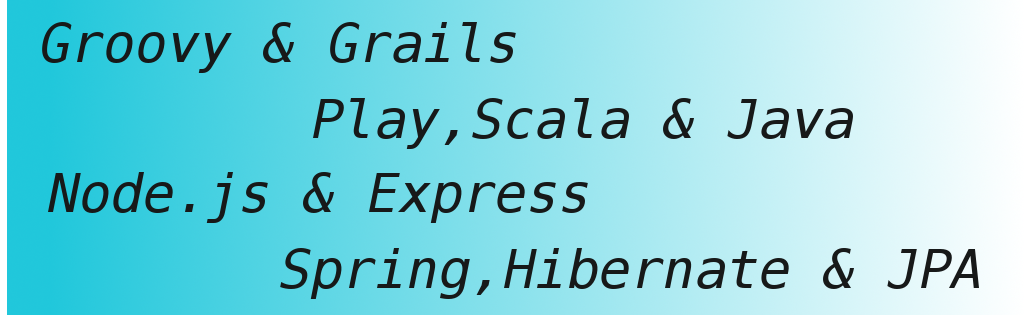 Groovy & Grails
Play,Scala & Java
Node.js & Express
Spring,Hibernate & JPA